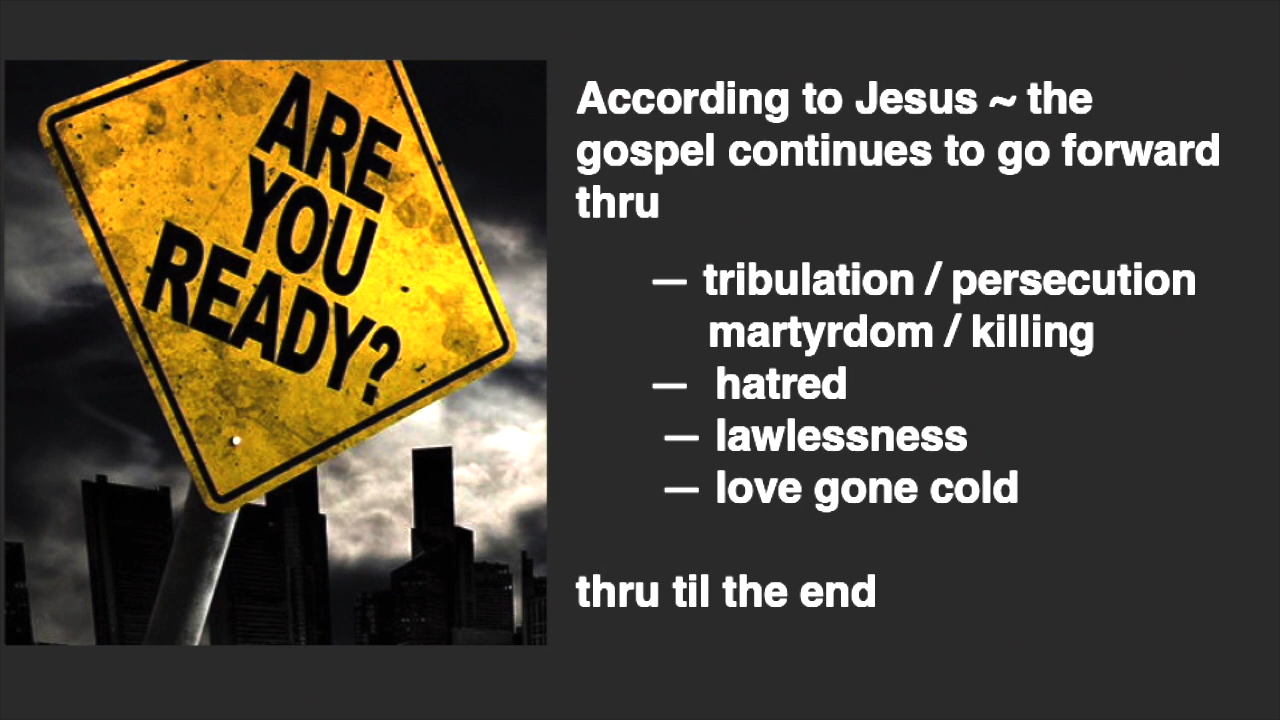 ARE
YOU
READY?
According to Jesus ~ the
gospel continues to go forward
thru
— tribulation / persecution
martyrdom / killing
— hatred
— lawlessness
— love gone cold
thru til the end